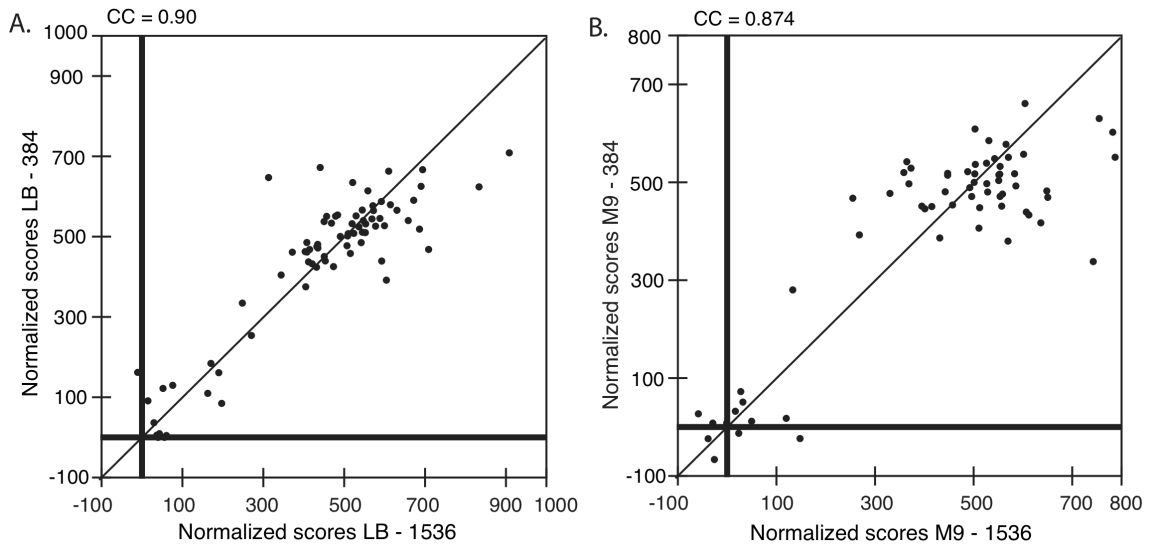 A.
CC = 0.90
1000
900
700
500
300
100
-100
-100 100 300 500 700 900 1000
Normalized scores LB - 384
Normalized scores LB - 1536
B.
CC = 0.874
800
700
500
300
100
-100
-100 100 300 500 700 800
Normalized scores M9 - 384
Normalized scores M9 - 1536